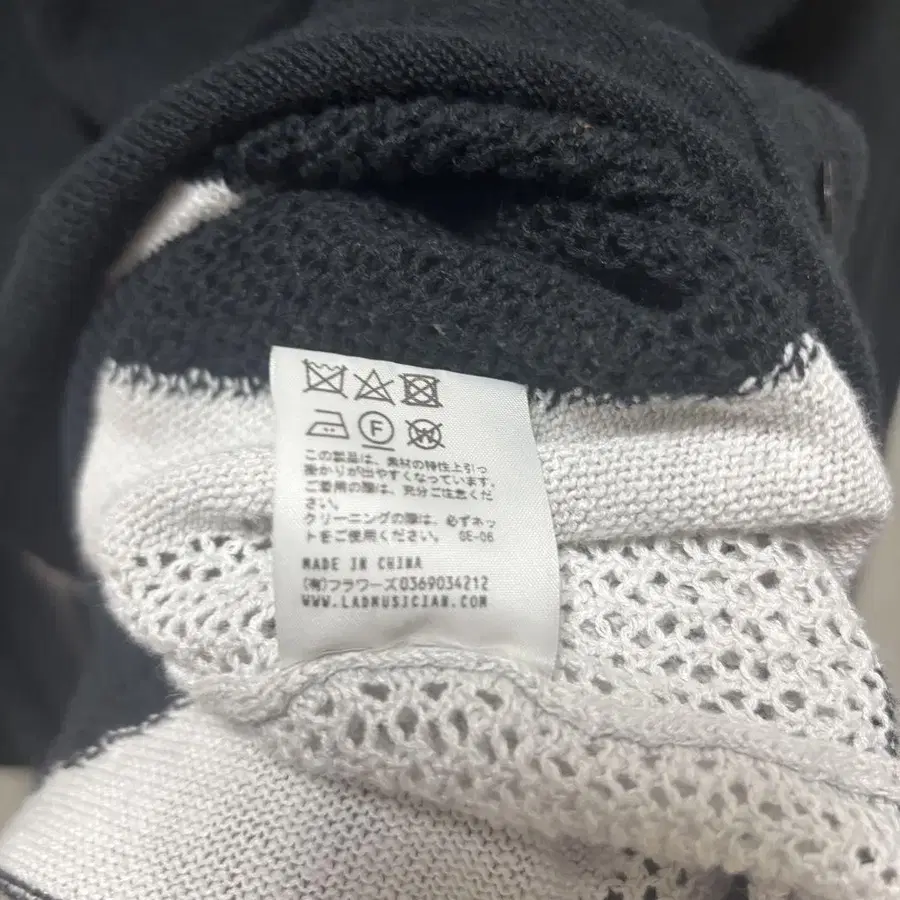 F
W
この製品は、素材の特性上引っ
掛かりが出やすくなっています。
ご着用の際は、充分ご注意くだ
さい。
クリーニングの際は、必ずネッ
トをご使用ください。 GE-06
MADE IN CHINA
(有)フラワーズ0369034212
WWW.LADMUSICIAN.COM